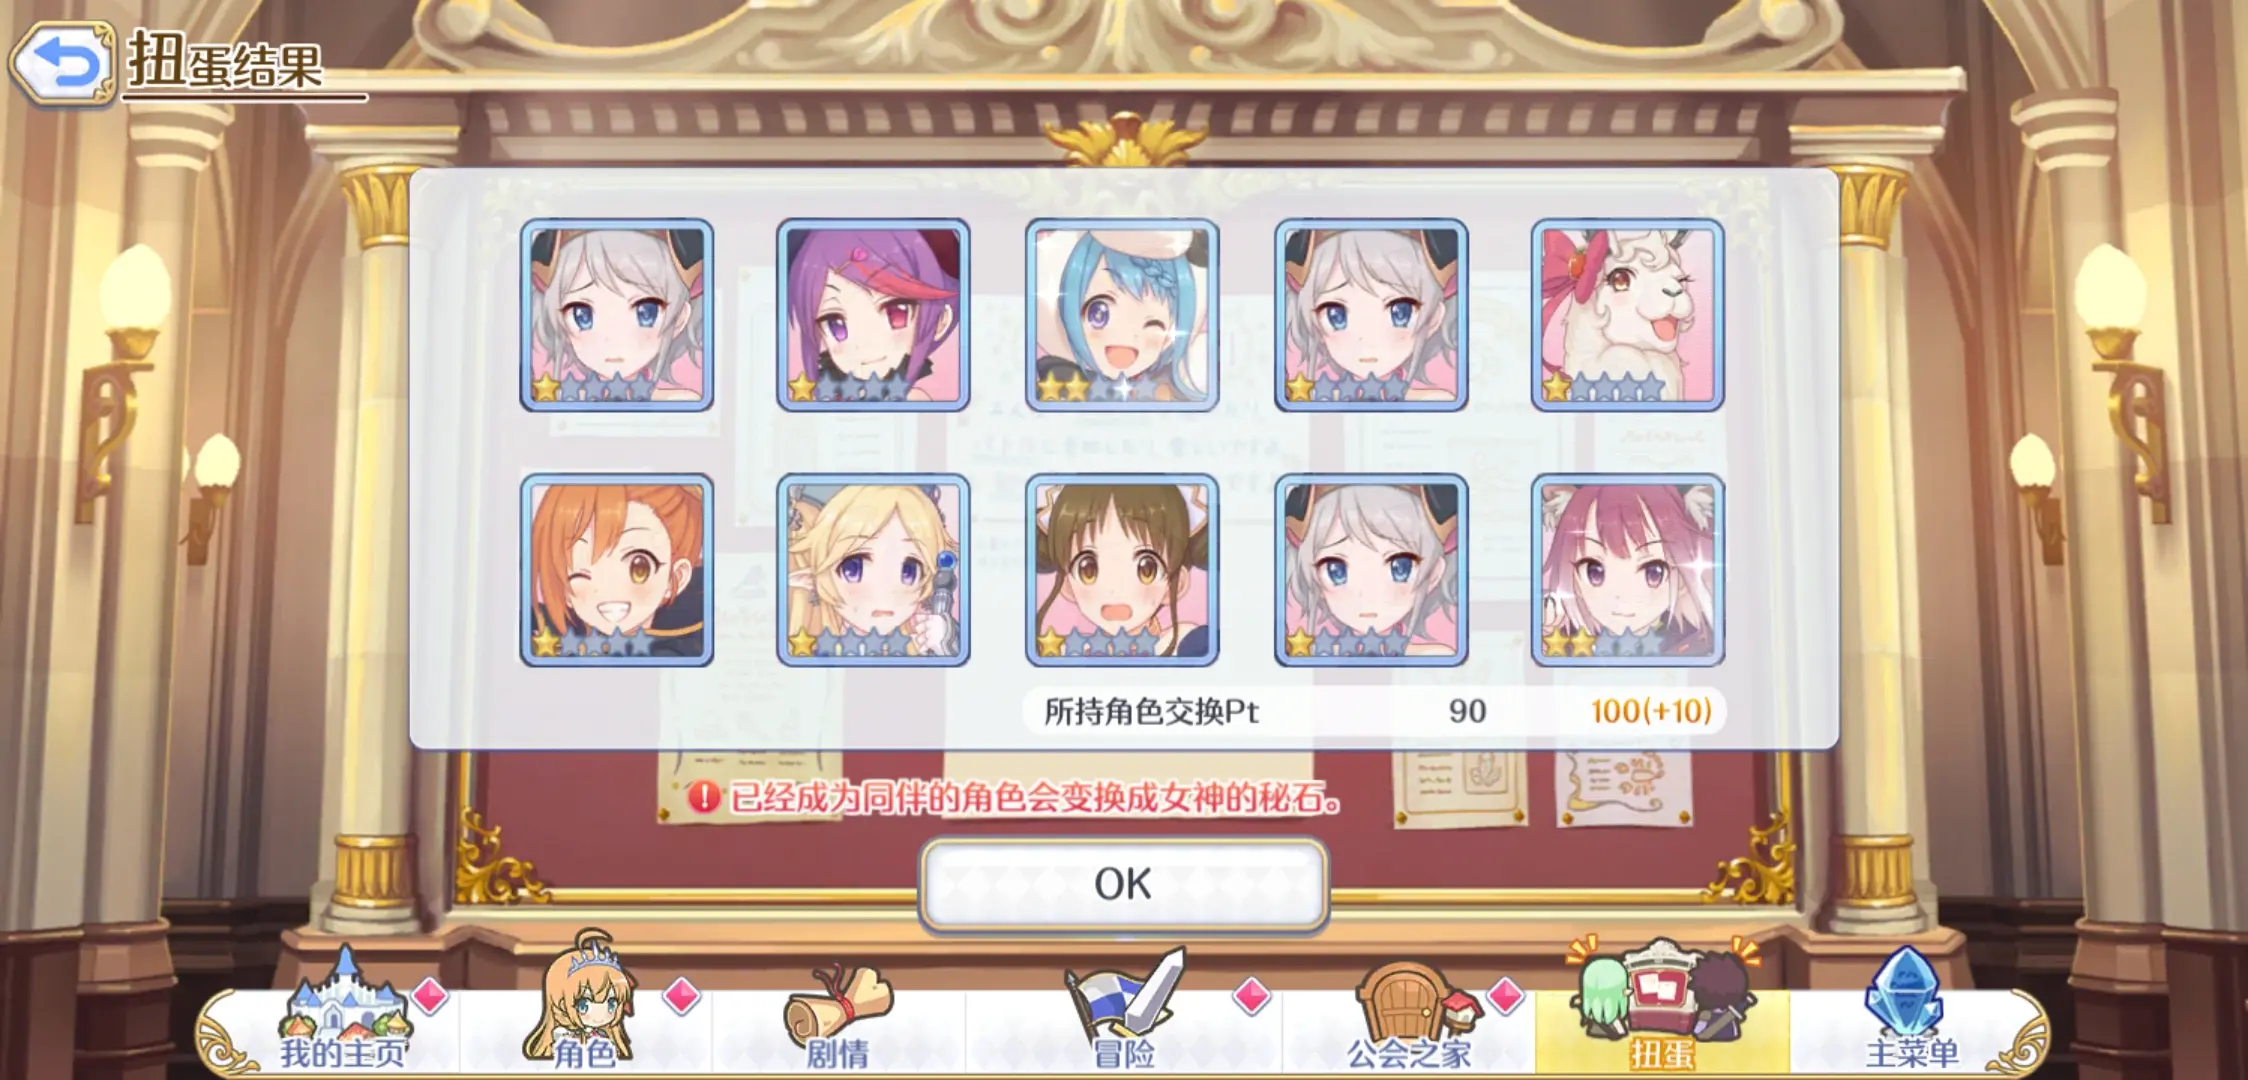 扭蛋结果
所持角色交换Pt 90 100(+10)
已经成为同伴的角色会变换成女神的秘石。
OK
我的主页 角色 剧情 冒险 公会之家 扭蛋 主菜单